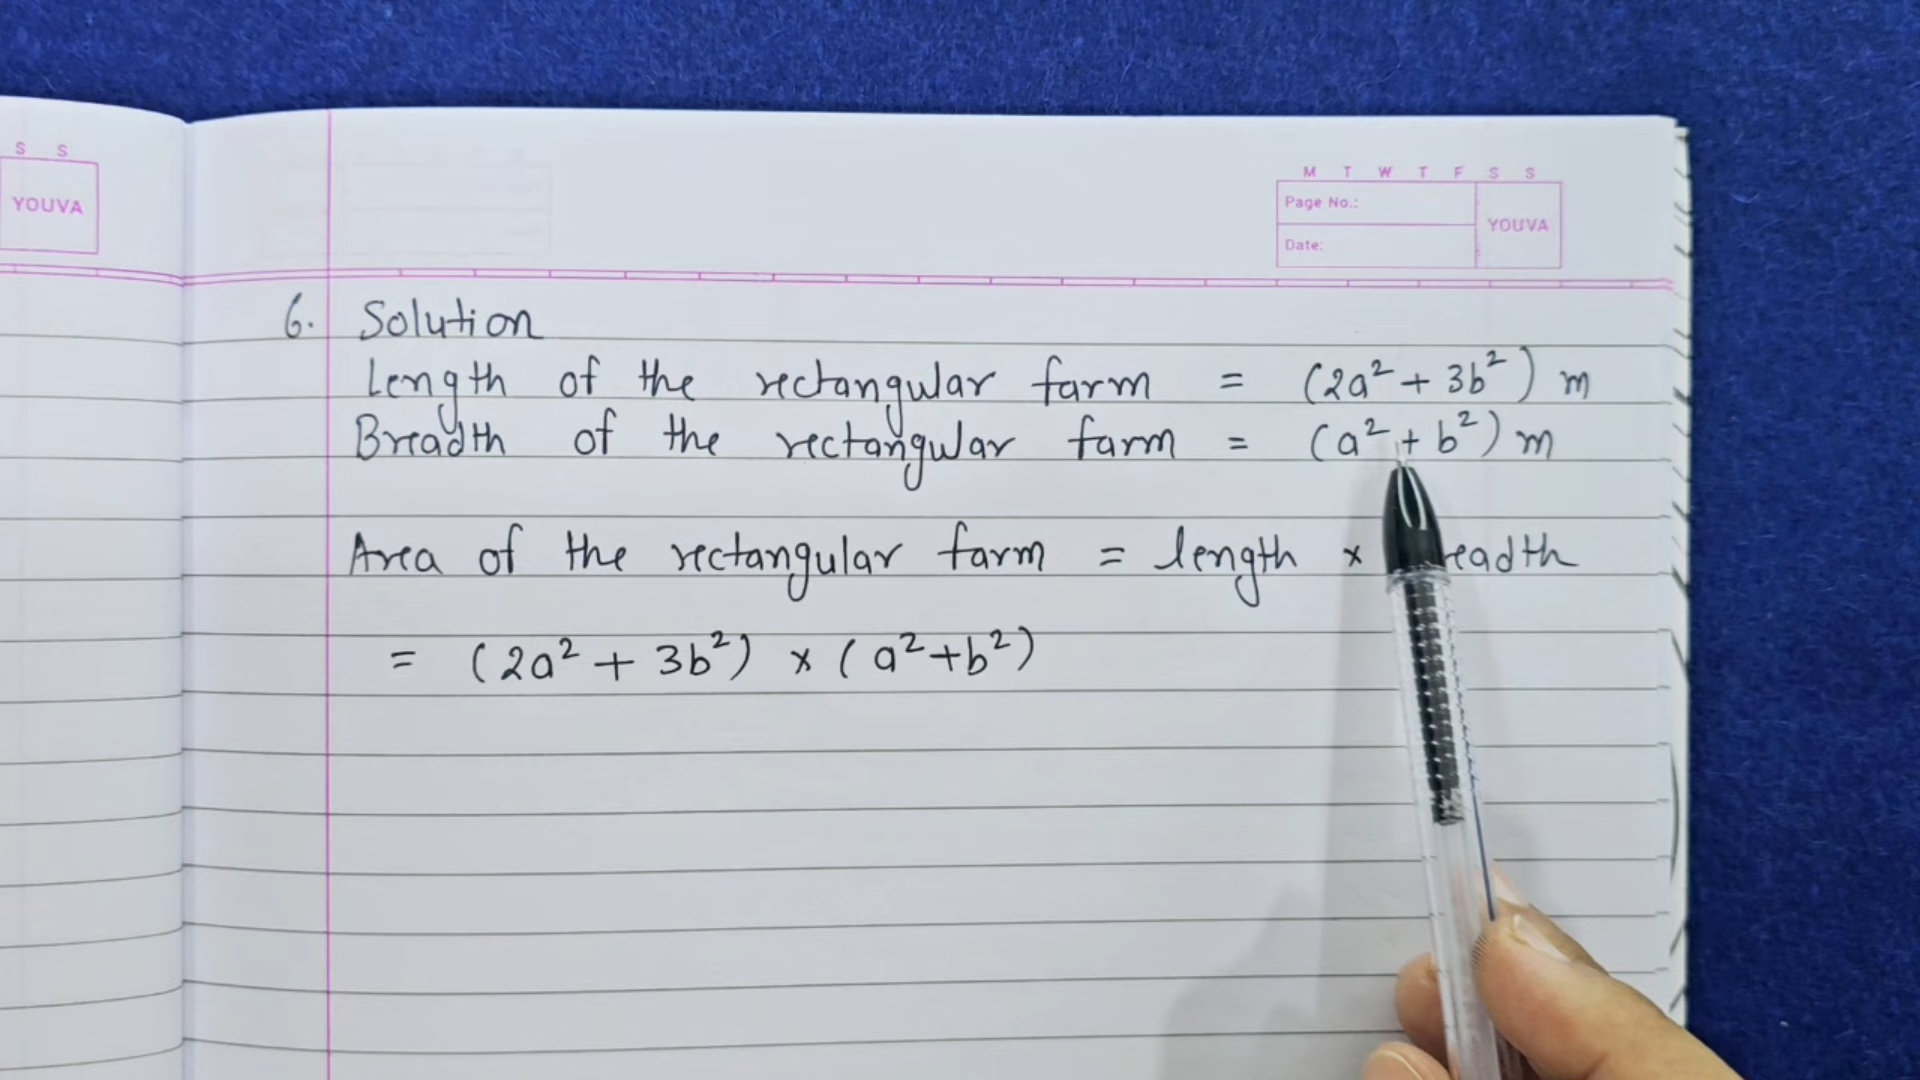 S S
YOUVA
M T W T F S S
Page No.:
YOUVA
Date:
6. Solution
Length of the rectangular farm = (2a² + 3b²) m
Breadth of the rectangular farm = (a² + b²) m
Area of the rectangular farm = length × readth
= (2a² + 3b²) × (a²+b²)